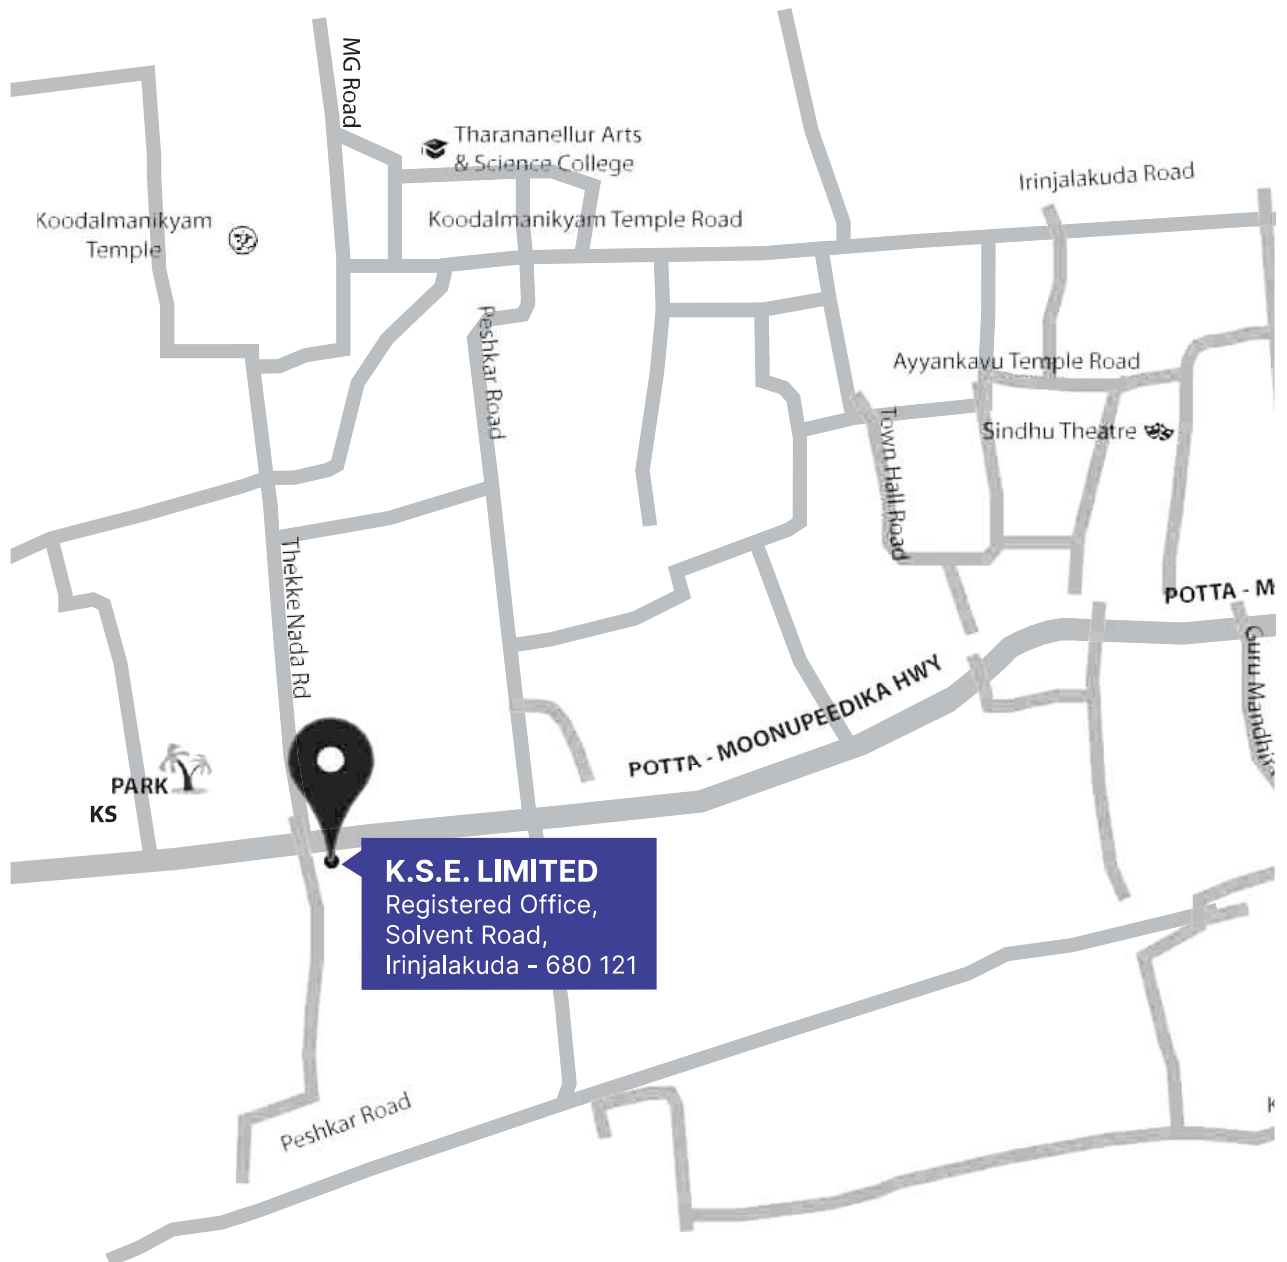 MG Road
Tharananellur Arts
& Science College
Irinjalakuda Road
Koodalmanikyam
Temple
Koodalmanikyam Temple Road
Peshkar Road
Ayyankavu Temple Road
Town Hall Road
Sindhu Theatre
Thekke Nada Rd
POTTA - M
Guru Mandhir
POTTA - MOONUPEEDIKA HWY
PARK
KS
K.S.E. LIMITED
Registered Office,
Solvent Road,
Irinjalakuda - 680 121
Peshkar Road
K